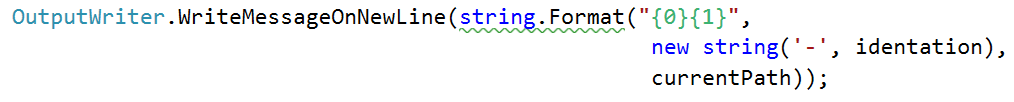 OutputWriter.WriteMessageOnNewLine(string.Format("{0}{1}",
new string('-', identation),
currentPath));